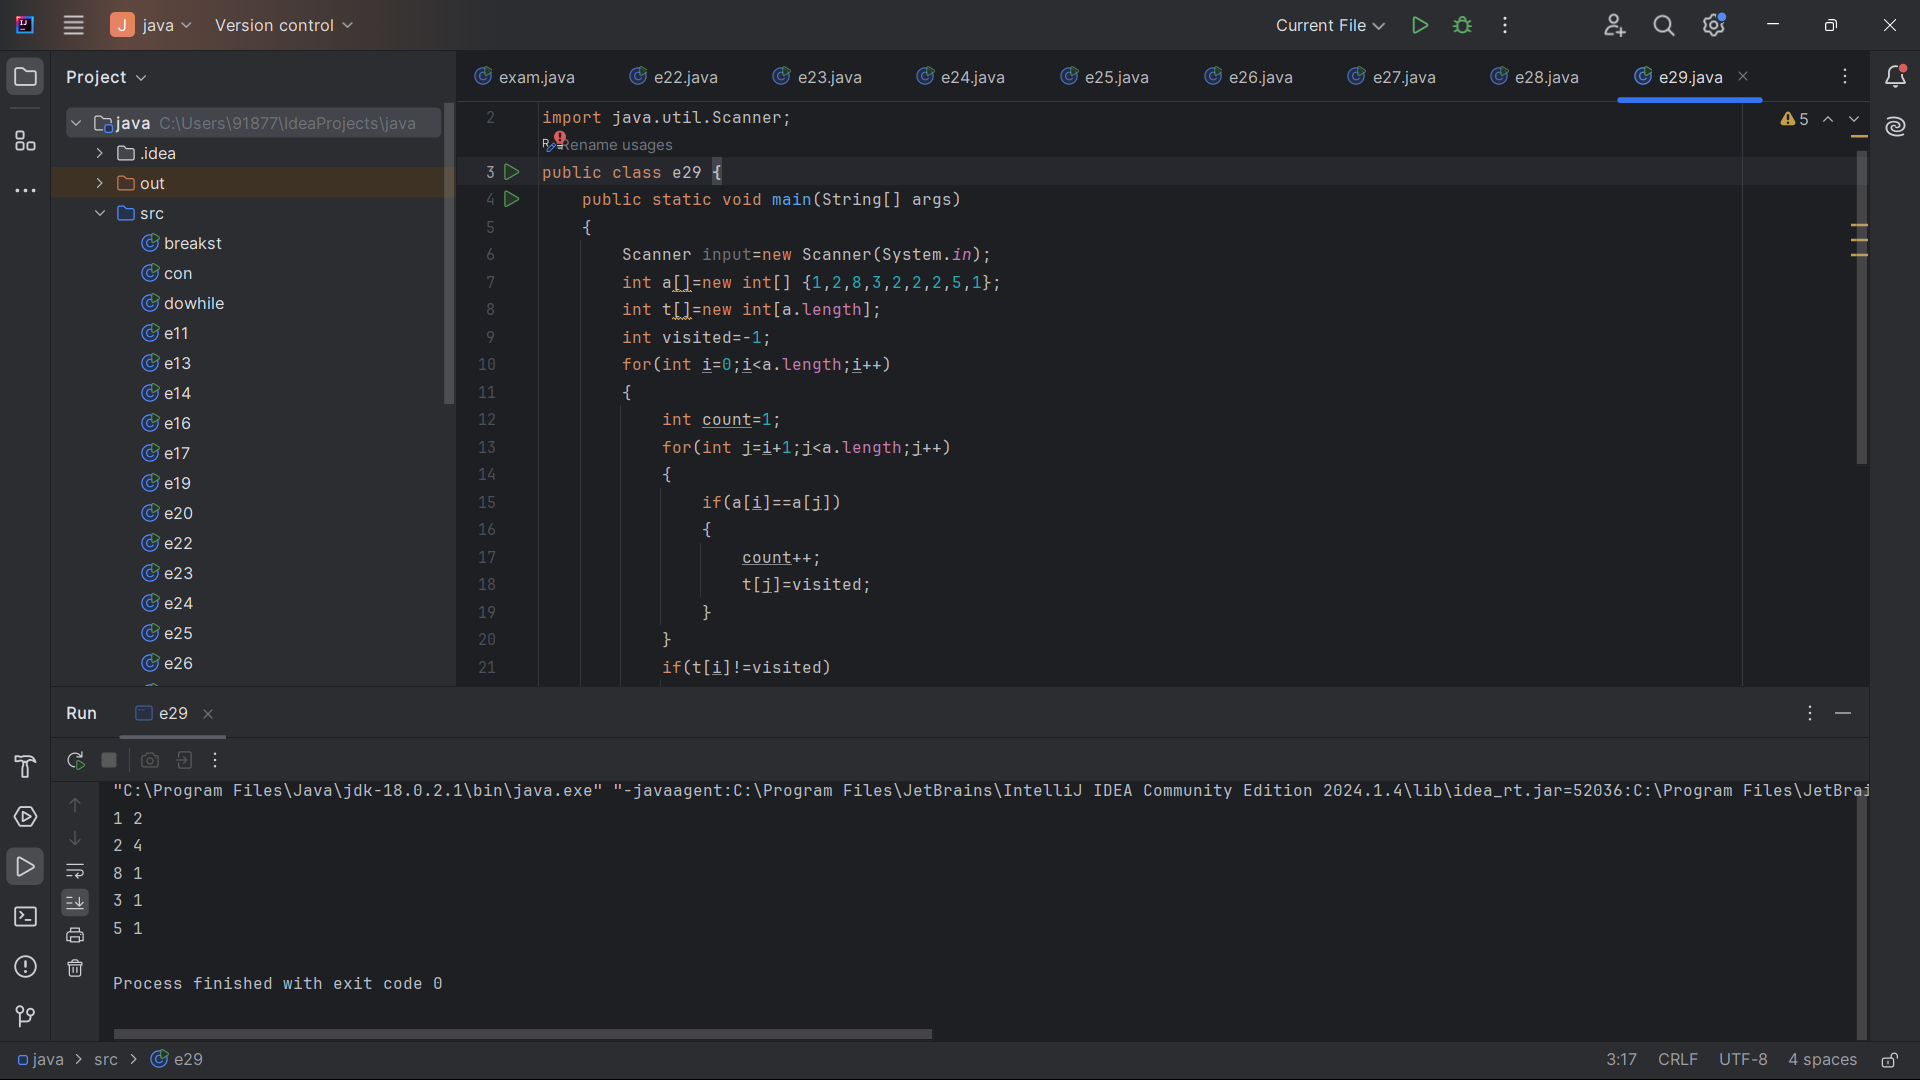 J java Version control Current File
Project
exam.java e22.java e23.java e24.java e25.java e26.java e27.java e28.java e29.java
java C:\Users\91877\IdeaProjects\java
.idea
out
src
breakst
con
dowhile
e11
e13
e14
e16
e17
e19
e20
e22
e23
e24
e25
e26
5
2 import java.util.Scanner;
Rename usages
3 public class e29 {
4 public static void main(String[] args)
5 {
6 Scanner input=new Scanner(System.in);
7 int a[]=new int[] {1,2,8,3,2,2,2,5,1};
8 int t[]=new int[a.length];
9 int visited=-1;
10 for(int i=0;i<a.length;i++)
11 {
12 int count=1;
13 for(int j=i+1;j<a.length;j++)
14 {
15 if(a[i]==a[j])
16 {
17 count++;
18 t[j]=visited;
19 }
20 }
21 if(t[i]!=visited)
Run e29
"C:\Program Files\Java\jdk-18.0.2.1\bin\java.exe" "-javaagent:C:\Program Files\JetBrains\IntelliJ IDEA Community Edition 2024.1.4\lib\idea_rt.jar=52036:C:\Program Files\JetBrai
1 2
2 4
8 1
3 1
5 1
Process finished with exit code 0
java > src > e29 3:17 CRLF UTF-8 4 spaces